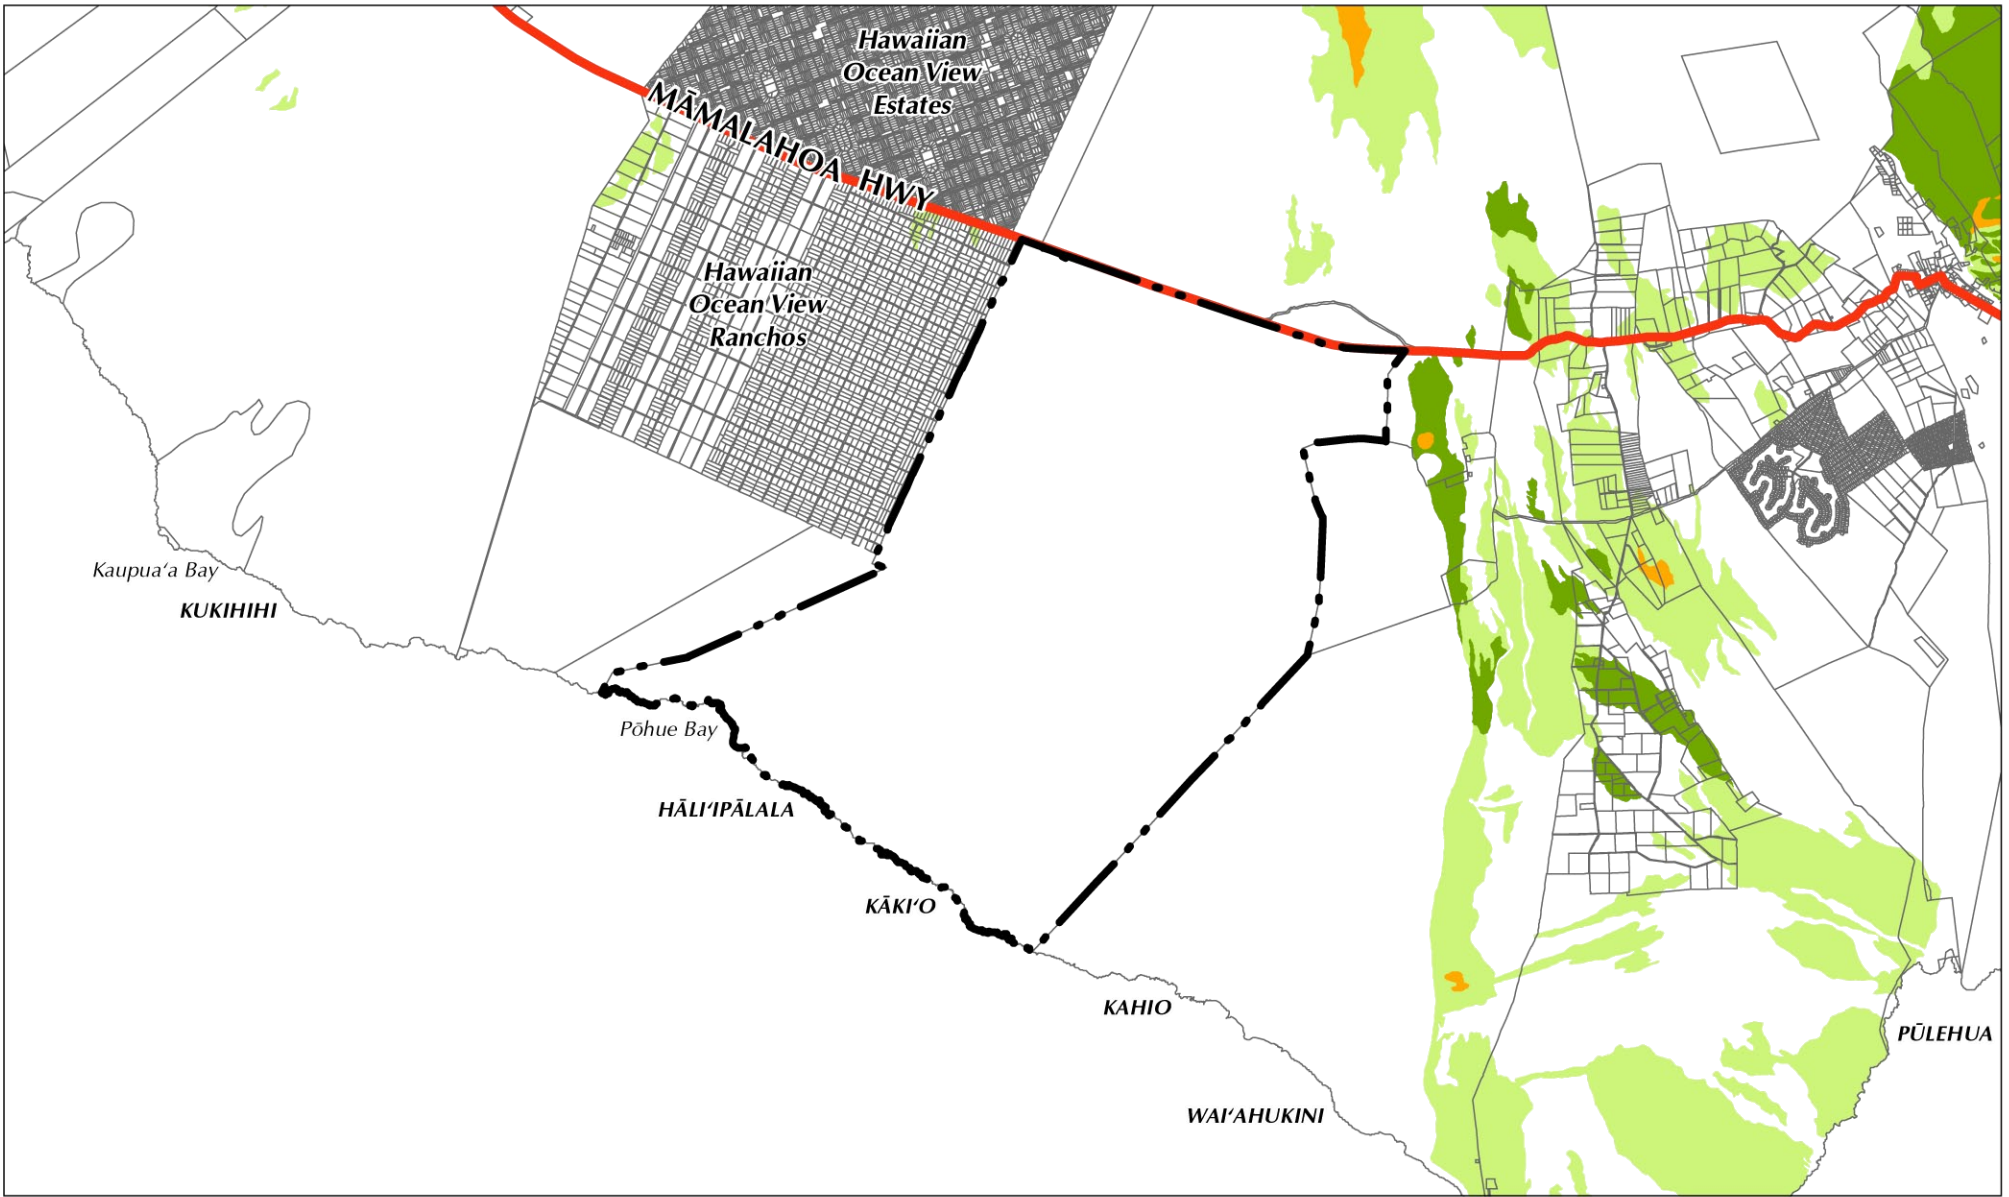 Hawaiian
Ocean View
Estates
MĀMALAHOA HWY
Hawaiian
Ocean View
Ranchos
Kaupuaʻa Bay
KUKIHIHI
Pōhue Bay
HĀLIʻIPĀLALA
KĀKIʻO
KAHIO
PŪLEHUA
WAIʻAHUKINI